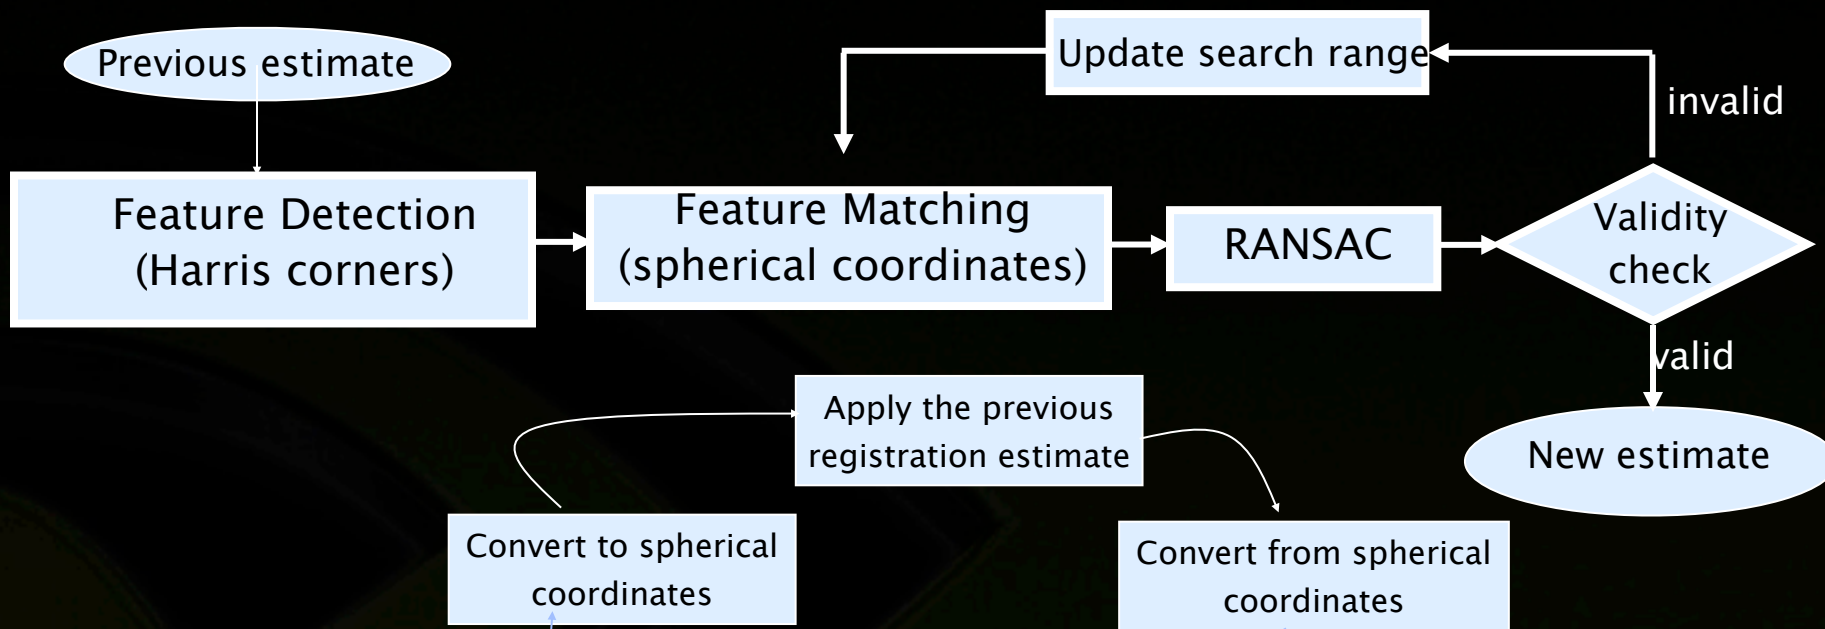 Previous estimate
Update search range
invalid
Feature Detection
(Harris corners)
Feature Matching
(spherical coordinates)
RANSAC
Validity
check
valid
Apply the previous
registration estimate
New estimate
Convert to spherical
coordinates
Convert from spherical
coordinates